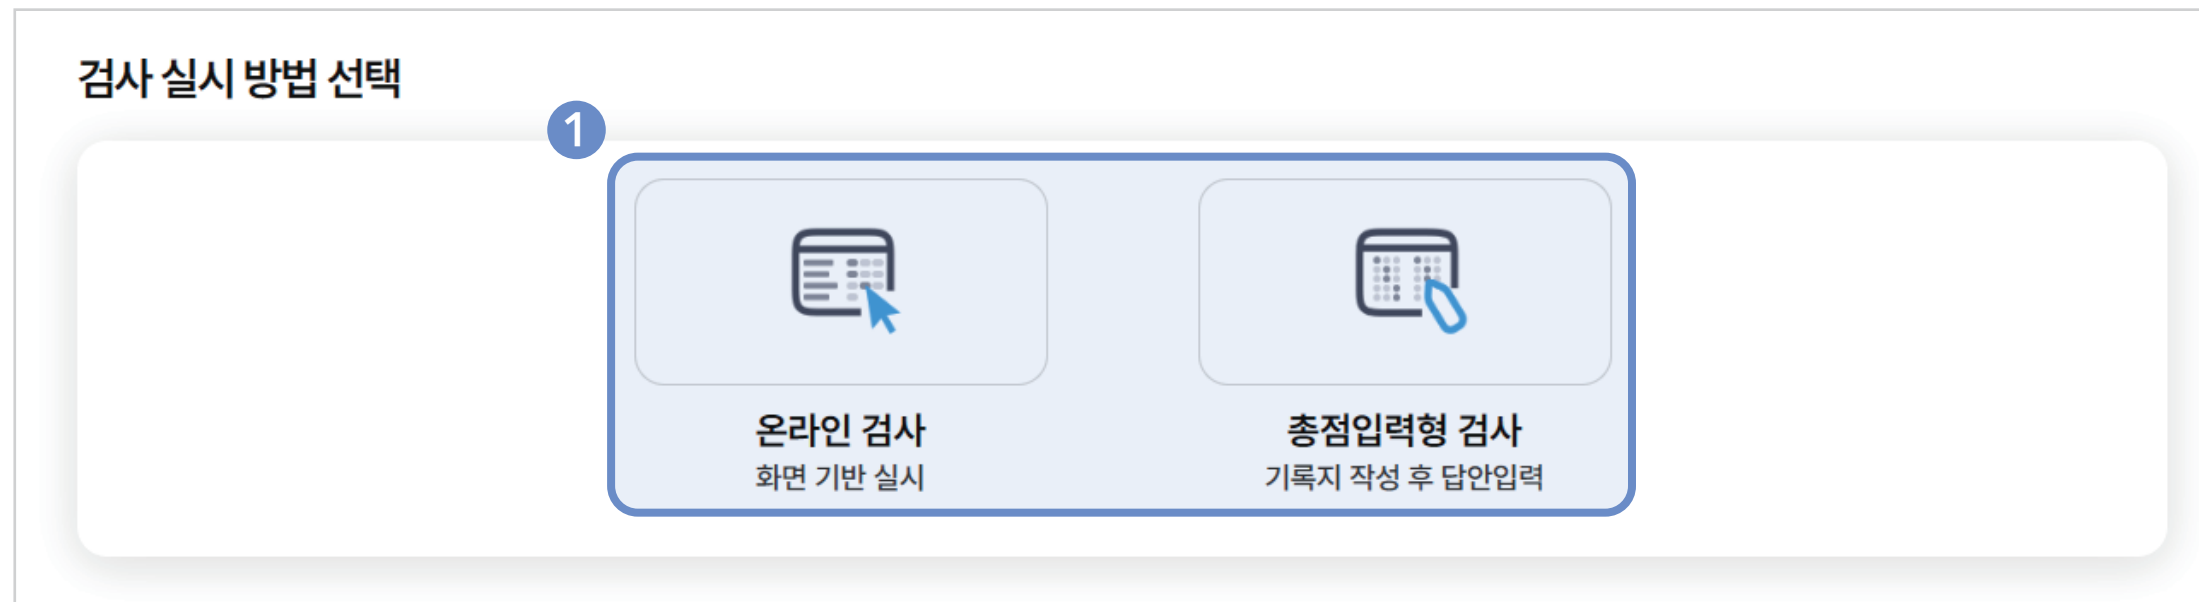 검사 실시 방법 선택
1
온라인 검사
화면 기반 실시
총점입력형 검사
기록지 작성 후 답안입력